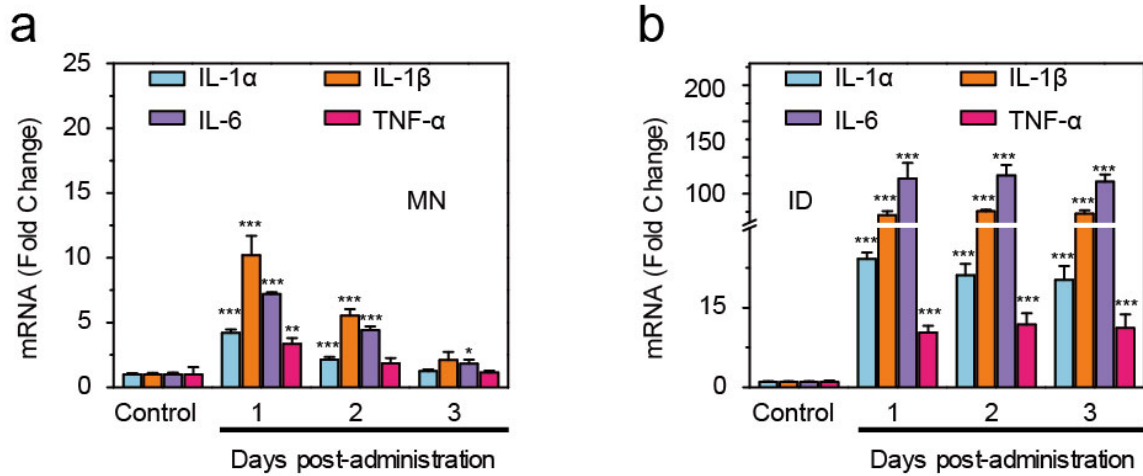 a
25
20
15
10
5
0
mRNA (Fold Change)
IL-1α IL-1β
IL-6 TNF-α
MN
***
***
***
**
***
***
***
*
Control 1 2 3
Days post-administration
b
200
150
100
15
0
mRNA (Fold Change)
IL-1α IL-1β
IL-6 TNF-α
ID
***
***
***
***
***
***
***
***
***
***
***
***
Control 1 2 3
Days post-administration